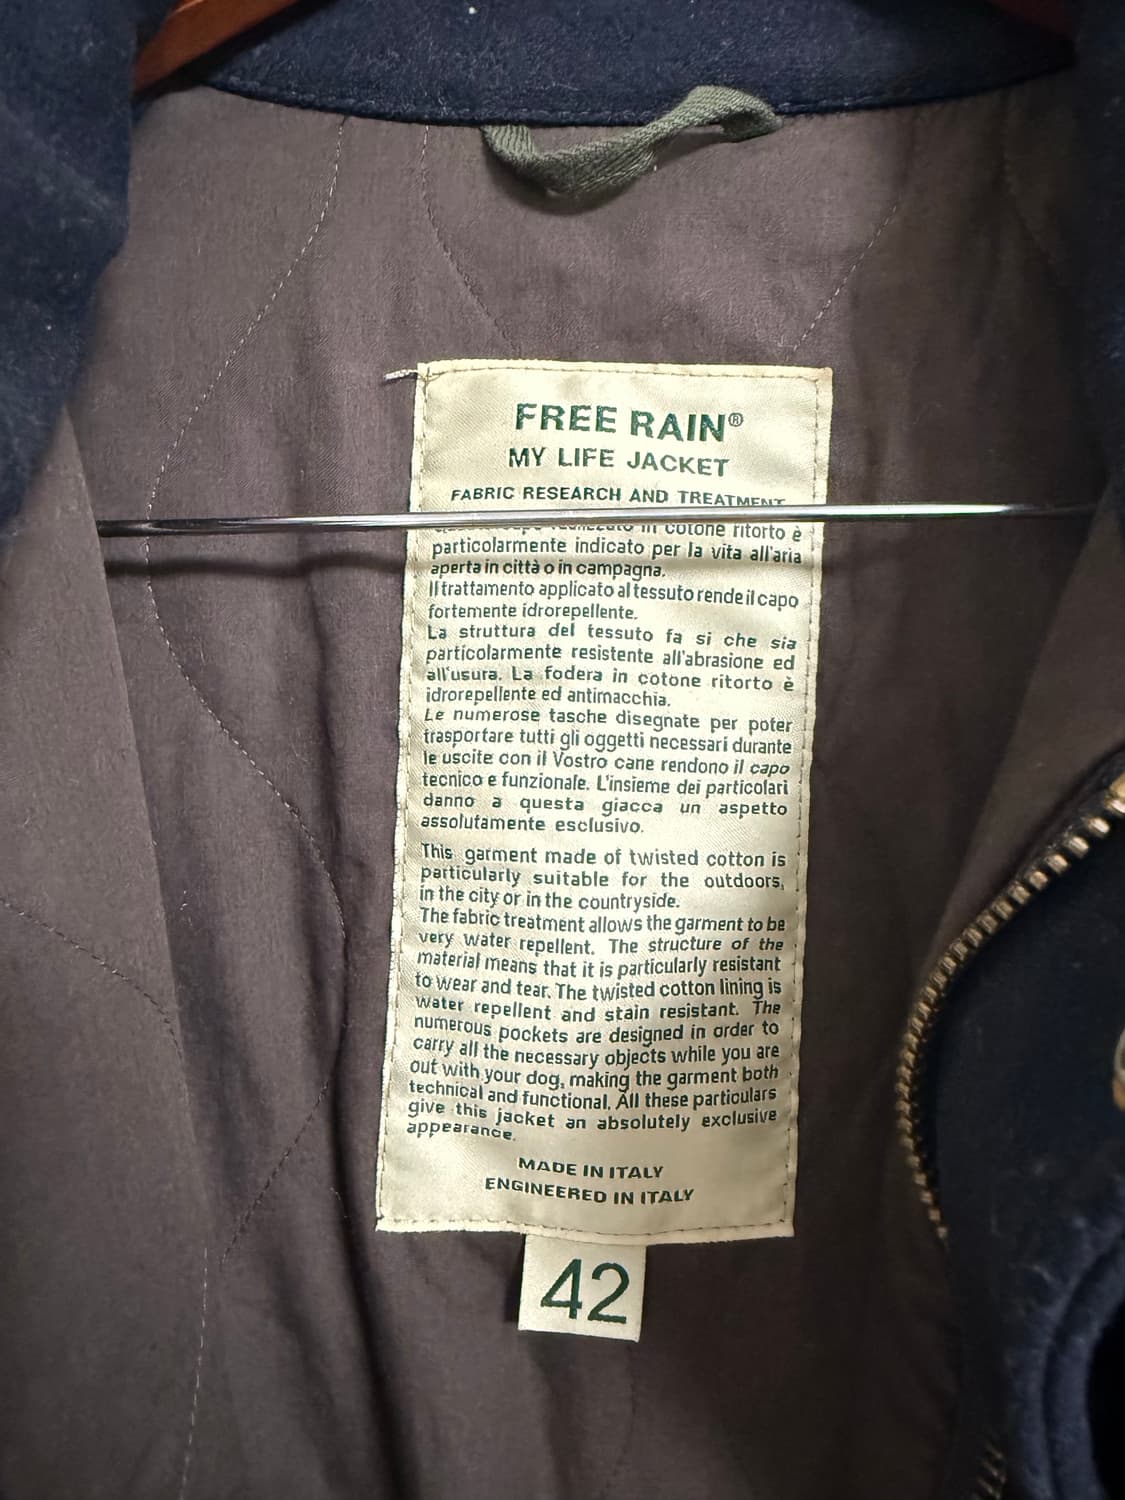 FREE RAIN®
MY LIFE JACKET
FABRIC RESEARCH AND TREATMENT
in cotone ritorto è
particolarmente indicato per la vita all'aria
aperta in città o in campagna.
Il trattamento applicato al tessuto rende il capo
fortemente idrorepellente.
La struttura del tessuto fa si che sia
particolarmente resistente all'abrasione ed
all'usura. La fodera in cotone ritorto è
idrorepellente ed antimacchia.
Le numerose tasche disegnate per poter
trasportare tutti gli oggetti necessari durante
le uscite con il Vostro cane rendono il capo
tecnico e funzionale. L'insieme dei particolari
danno a questa giacca un aspetto
assolutamente esclusivo.
This garment made of twisted cotton is
particularly suitable for the outdoors,
in the city or in the countryside.
The fabric treatment allows the garment to be
very water repellent. The structure of the
material means that it is particularly resistant
to wear and tear. The twisted cotton lining is
water repellent and stain resistant. The
numerous pockets are designed in order to
carry all the necessary objects while you are
out with your dog, making the garment both
technical and functional. All these particulars
give this jacket an absolutely exclusive
appearance.
MADE IN ITALY
ENGINEERED IN ITALY
42